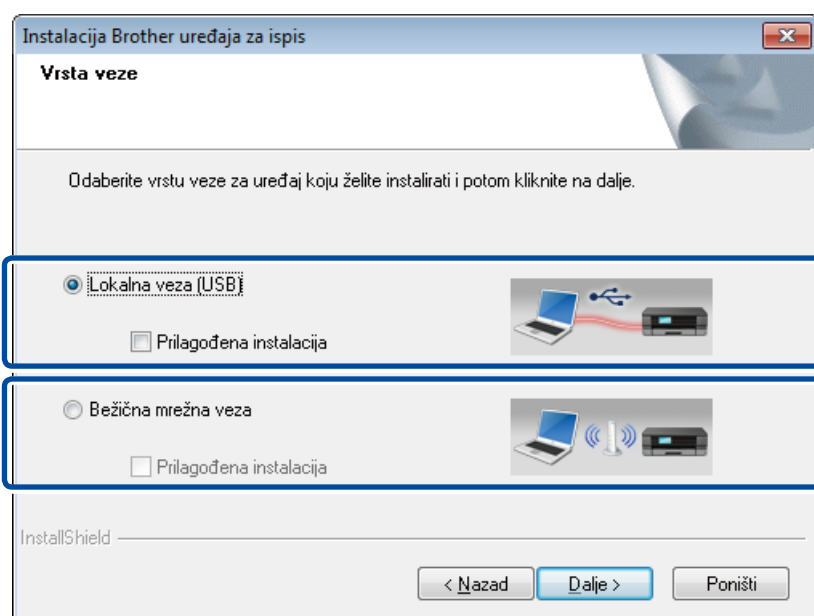 Instalacija Brother uređaja za ispis
Vrsta veze
Odaberite vrstu veze za uređaj koju želite instalirati i potom kliknite na dalje.
Lokalna veza (USB)
Prilagođena instalacija
Bežična mrežna veza
Prilagođena instalacija
InstallShield
< Nazad Dalje > Poništi